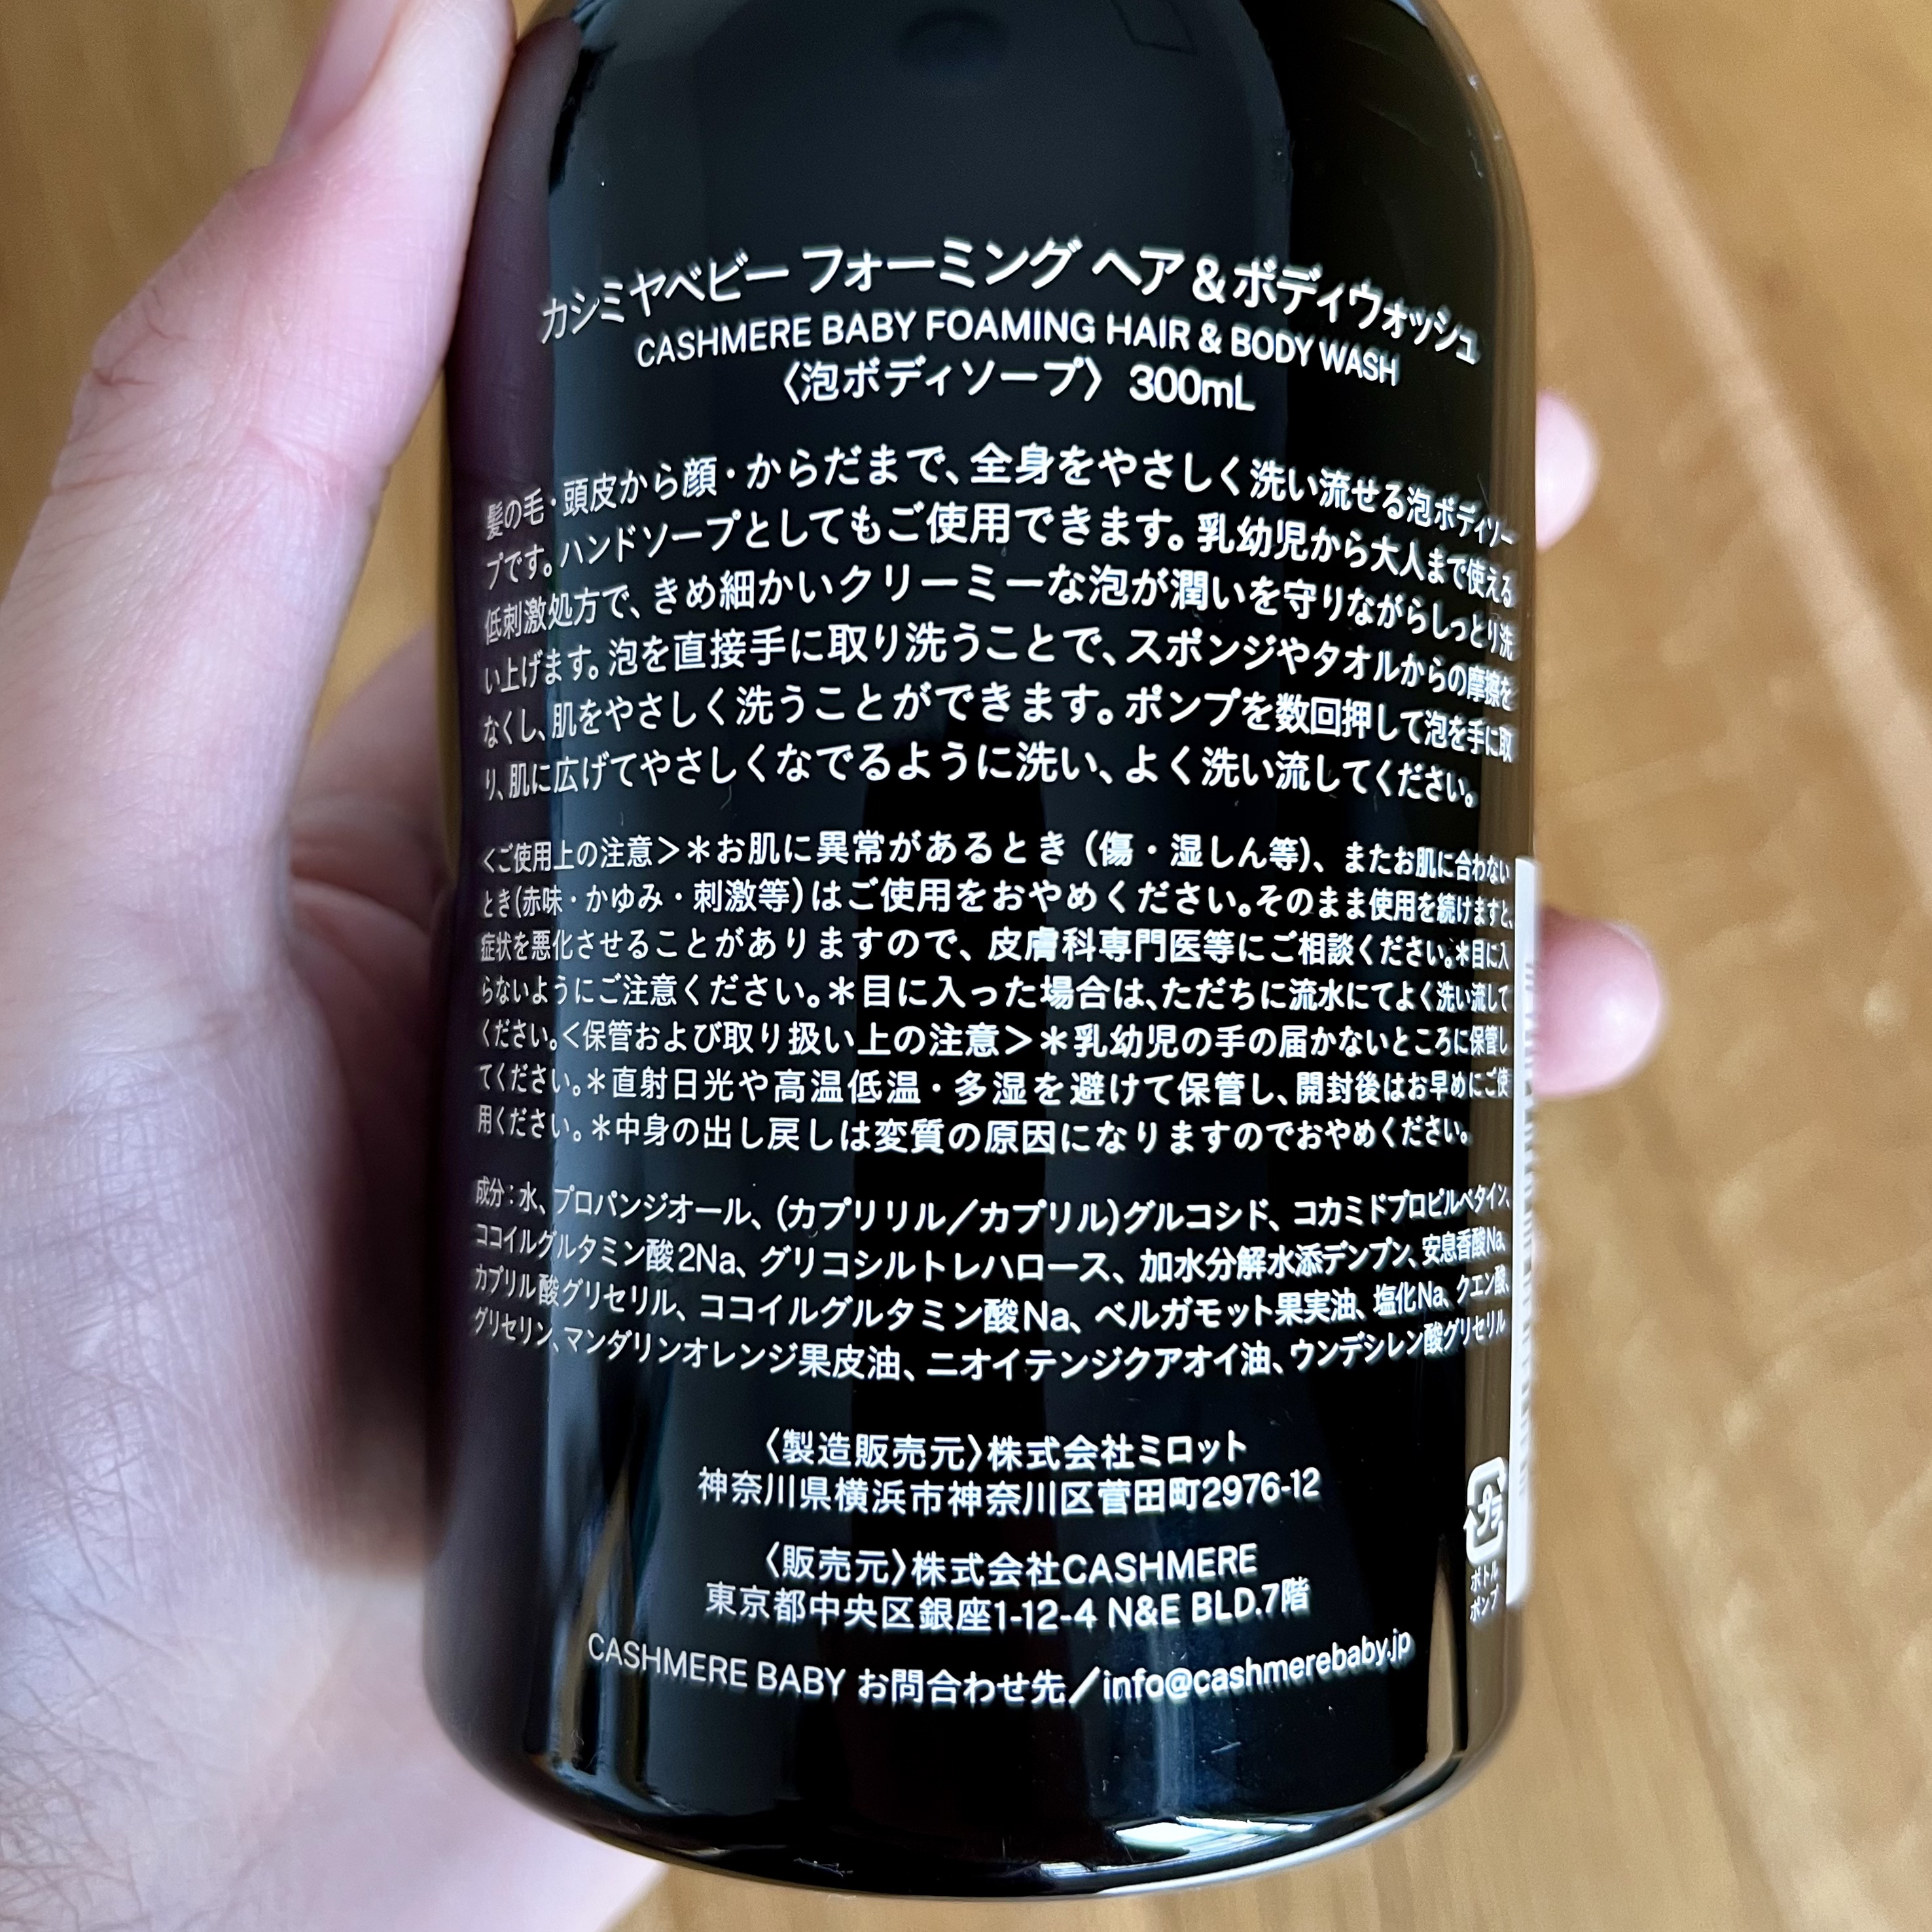 カシミヤベビー フォーミング ヘア&ボディウォッシュ
CASHMERE BABY FOAMING HAIR & BODY WASH
〈泡ボディソープ〉 300mL
髪の毛・頭皮から顔・からだまで、全身をやさしく洗い流せる泡ボディソー
プです。ハンドソープとしてもご使用できます。乳幼児から大人まで使える
低刺激処方で、きめ細かいクリーミーな泡が潤いを守りながらしっとり洗
い上げます。泡を直接手に取り洗うことで、スポンジやタオルからの摩擦を
なくし、肌をやさしく洗うことができます。ポンプを数回押して泡を手に取
り、肌に広げてやさしくなでるように洗い、よく洗い流してください。
<ご使用上の注意>＊お肌に異常があるとき (傷・湿しん等)、またお肌に合わない
とき(赤味・かゆみ・刺激等)はご使用をおやめください。そのまま使用を続けますと、
症状を悪化させることがありますので、皮膚科専門医等にご相談ください。＊目に入
らないようにご注意ください。＊目に入った場合は、ただちに流水にてよく洗い流して
ください。<保管および取り扱い上の注意>＊乳幼児の手の届かないところに保管し
てください。＊直射日光や高温低温・多湿を避けて保管し、開封後はお早めにご使
用ください。＊中身の出し戻しは変質の原因になりますのでおやめください。
成分：水、プロパンジオール、(カプリリル／カプリル)グルコシド、コカミドプロピルベタイン、
ココイルグルタミン酸2Na、グリコシルトレハロース、加水分解水添デンプン、安息香酸Na、
カプリル酸グリセリル、ココイルグルタミン酸Na、ベルガモット果実油、塩化Na、クエン酸、
グリセリン、マンダリンオレンジ果皮油、ニオイテンジクアオイ油、ウンデシレン酸グリセリル
〈製造販売元〉株式会社ミロット
神奈川県横浜市神奈川区菅田町2976-12
〈販売元〉株式会社CASHMERE
東京都中央区銀座1-12-4 N&E BLD.7階
CASHMERE BABY お問合わせ先／info@cashmerebaby.jp
プラ
ボトル
ポンプ